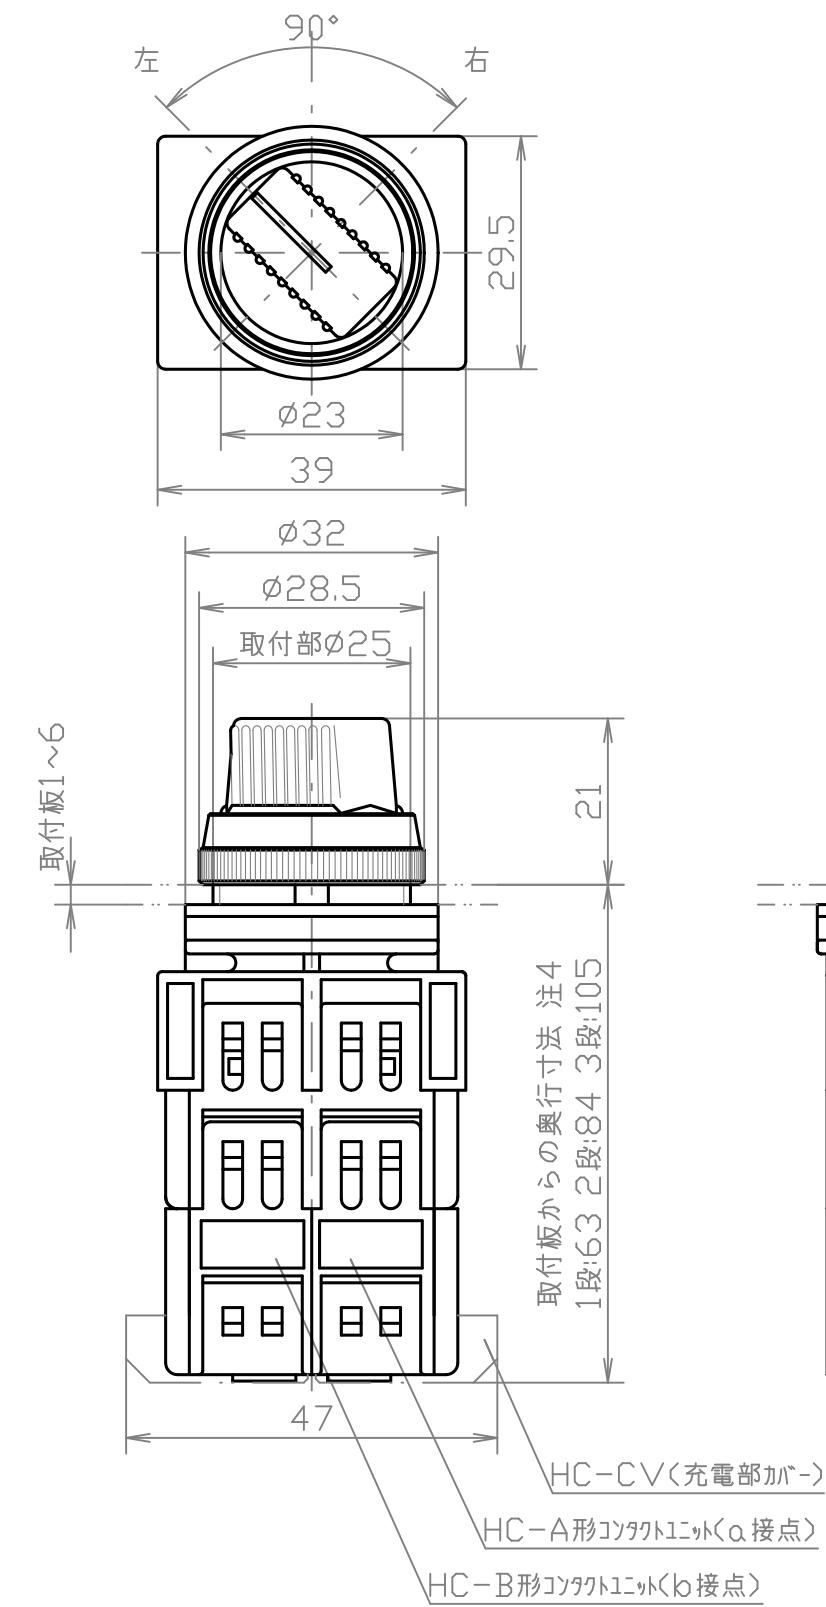 90°
左
右
29.5
ø23
39
ø32
ø28.5
取付部ø25
取付板1～6
21
取付板からの奥行寸法 注4
1段:63 2段:84 3段:105
47
HC-CV(充電部ｶﾊﾞｰ)
HC-A形ｺﾝﾀｸﾄﾕﾆｯﾄ(a接点)
HC-B形ｺﾝﾀｸﾄﾕﾆｯﾄ(b接点)